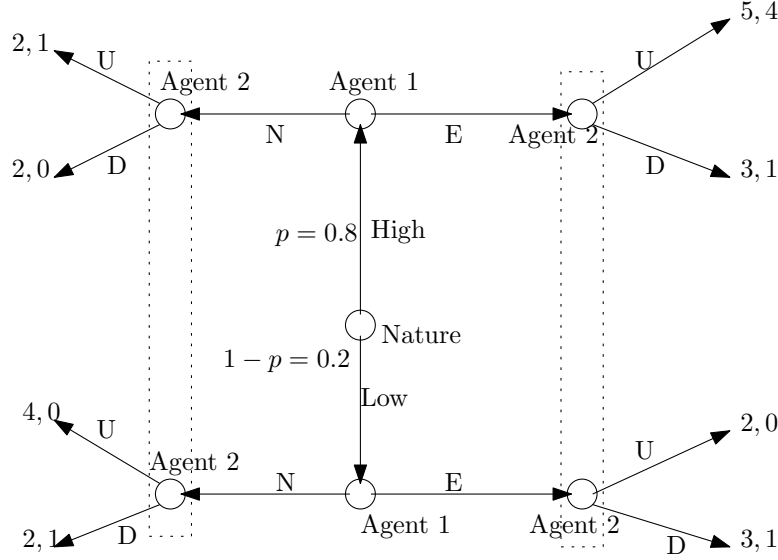 5, 4
2, 1
U
U
Agent 2
Agent 1
N
E
Agent 2
2, 0
D
D
3, 1
p = 0.8
High
Nature
1 − p = 0.2
Low
4, 0
U
2, 0
U
Agent 2
N
E
Agent 1
Agent 2
2, 1
D
D
3, 1